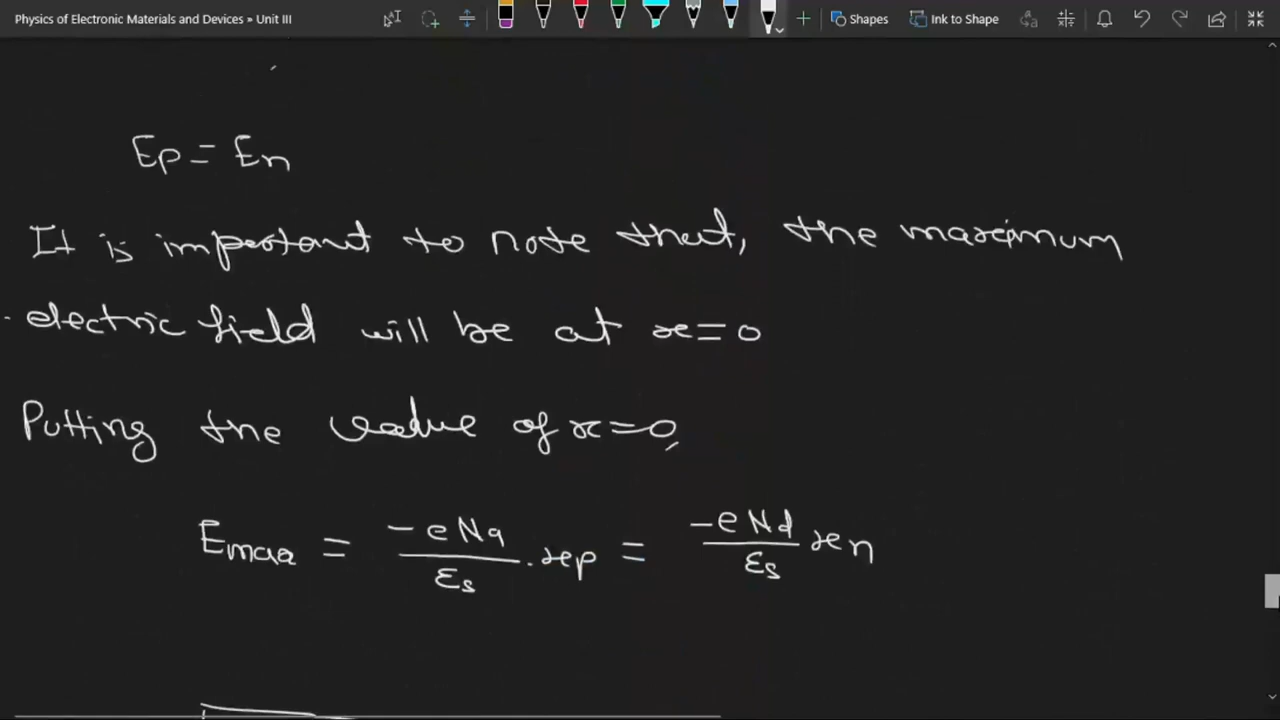 Physics of Electronic Materials and Devices » Unit III
Shapes
Ink to Shape
Ep = En
It is important to note that, the maximum
electric field will be at x = 0
Putting the value of x = 0,
Emax = -eNa/εs . xp = -eNd/εs xn